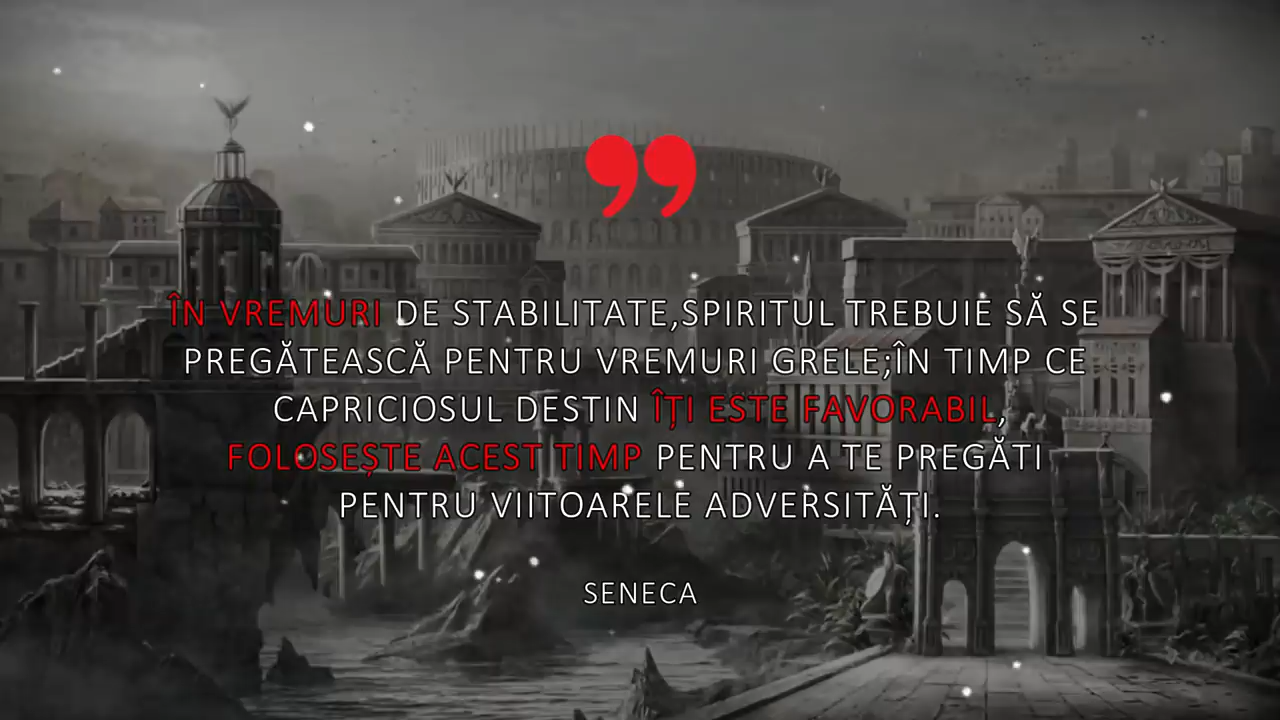 ÎN VREMURI DE STABILITATE,SPIRITUL TREBUIE SĂ SE
PREGĂTEASCĂ PENTRU VREMURI GRELE;ÎN TIMP CE
CAPRICIOSUL DESTIN ÎȚI ESTE FAVORABIL,
FOLOSEȘTE ACEST TIMP PENTRU A TE PREGĂTI
PENTRU VIITOARELE ADVERSITĂȚI.
SENECA